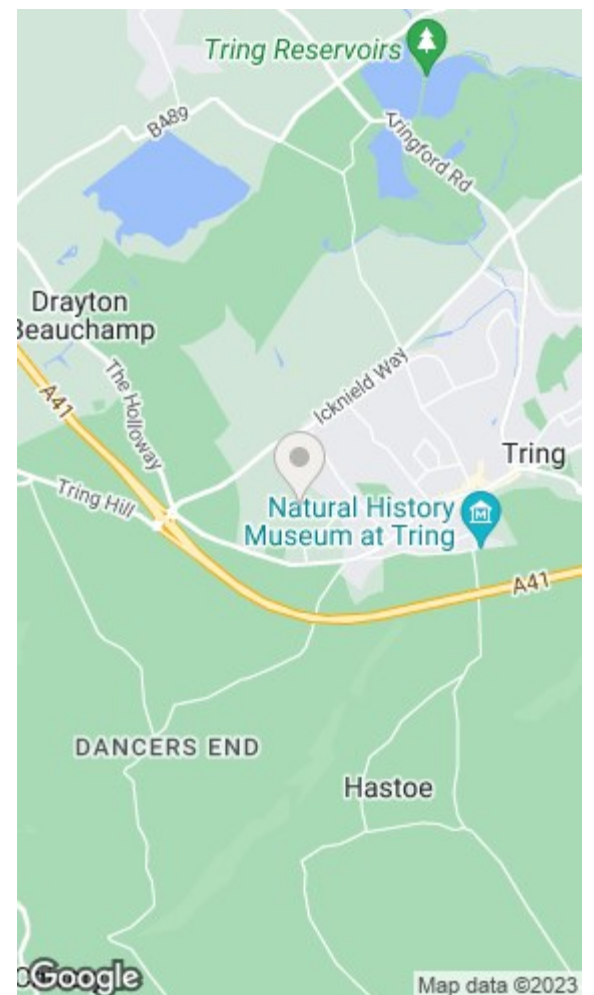 Tring Reservoirs
B489
Tringford Rd
Drayton
Beauchamp
Icknield Way
The Holloway
A41
Tring
Tring Hill
Natural History
Museum at Tring
M
A41
DANCERS END
Hastoe
Google
Map data ©2023